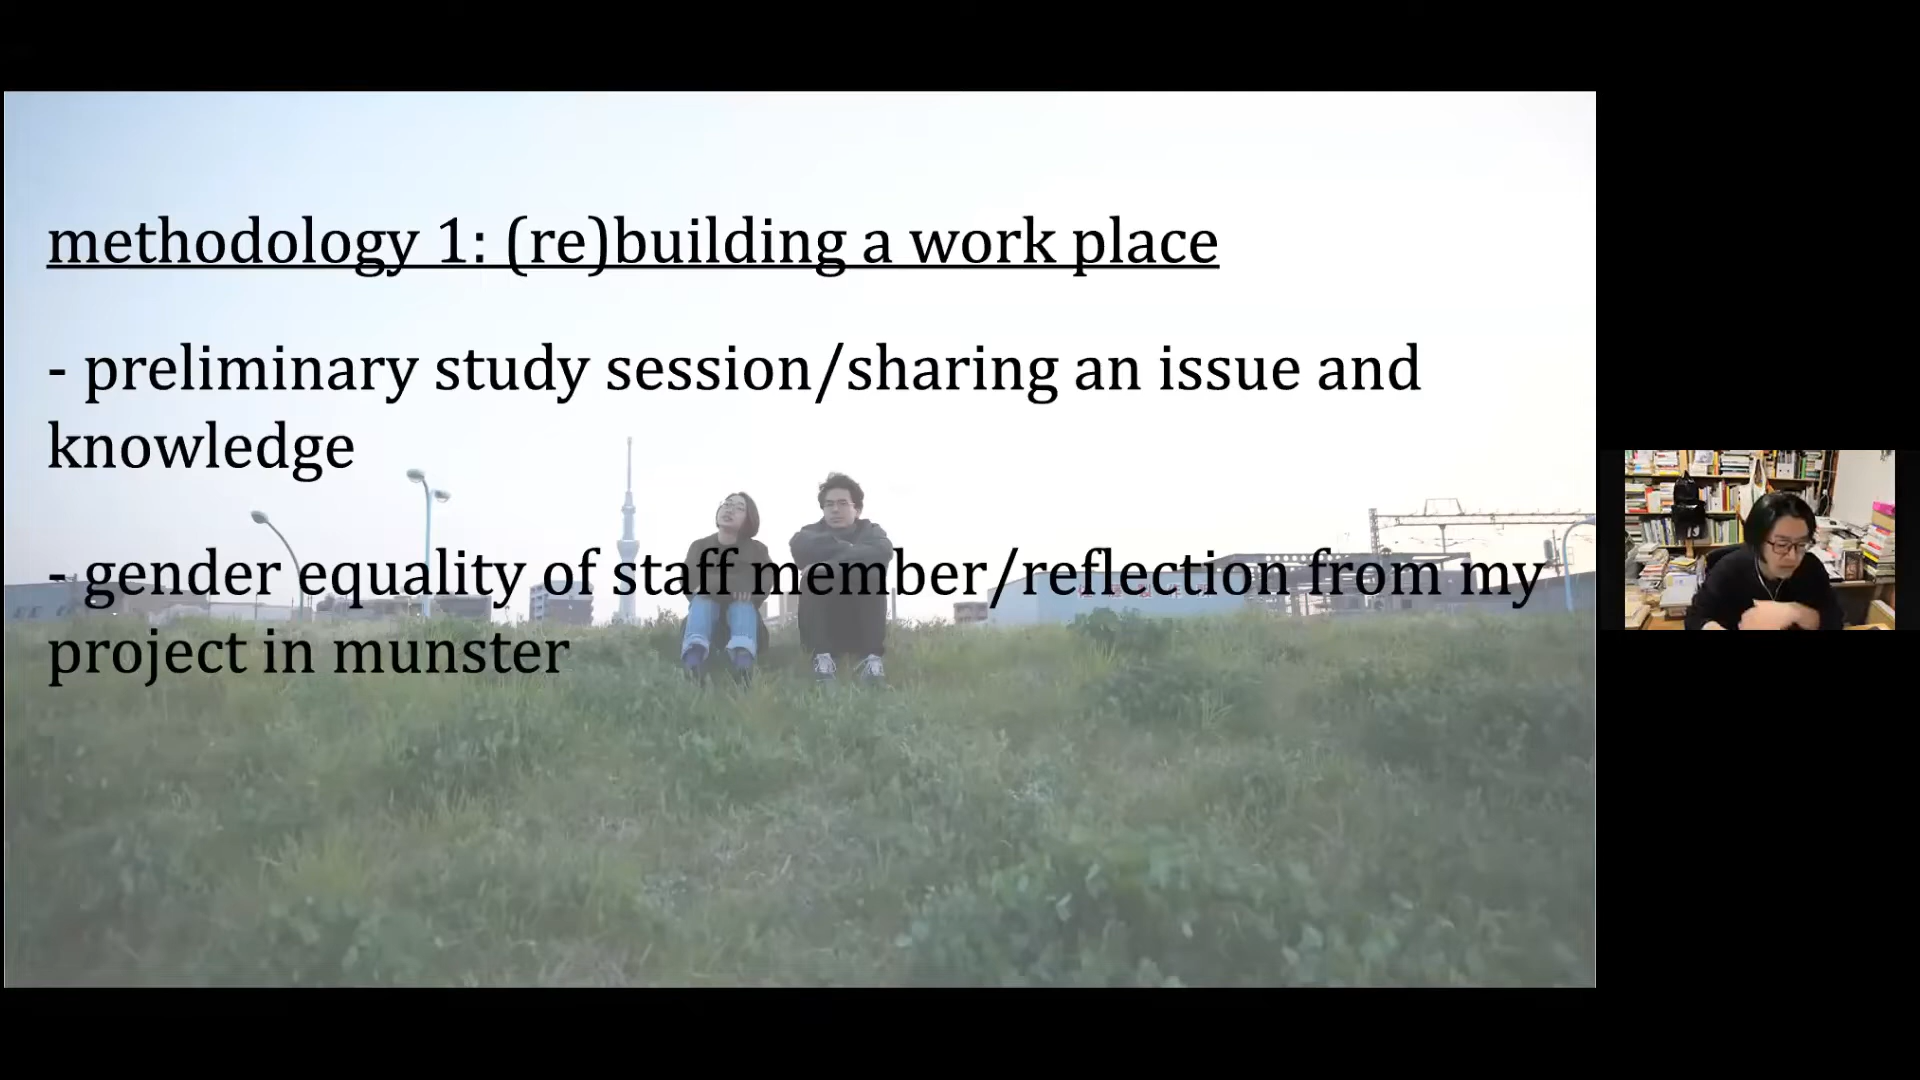 methodology 1: (re)building a work place
- preliminary study session/sharing an issue and
knowledge
- gender equality of staff member/reflection from my
project in munster